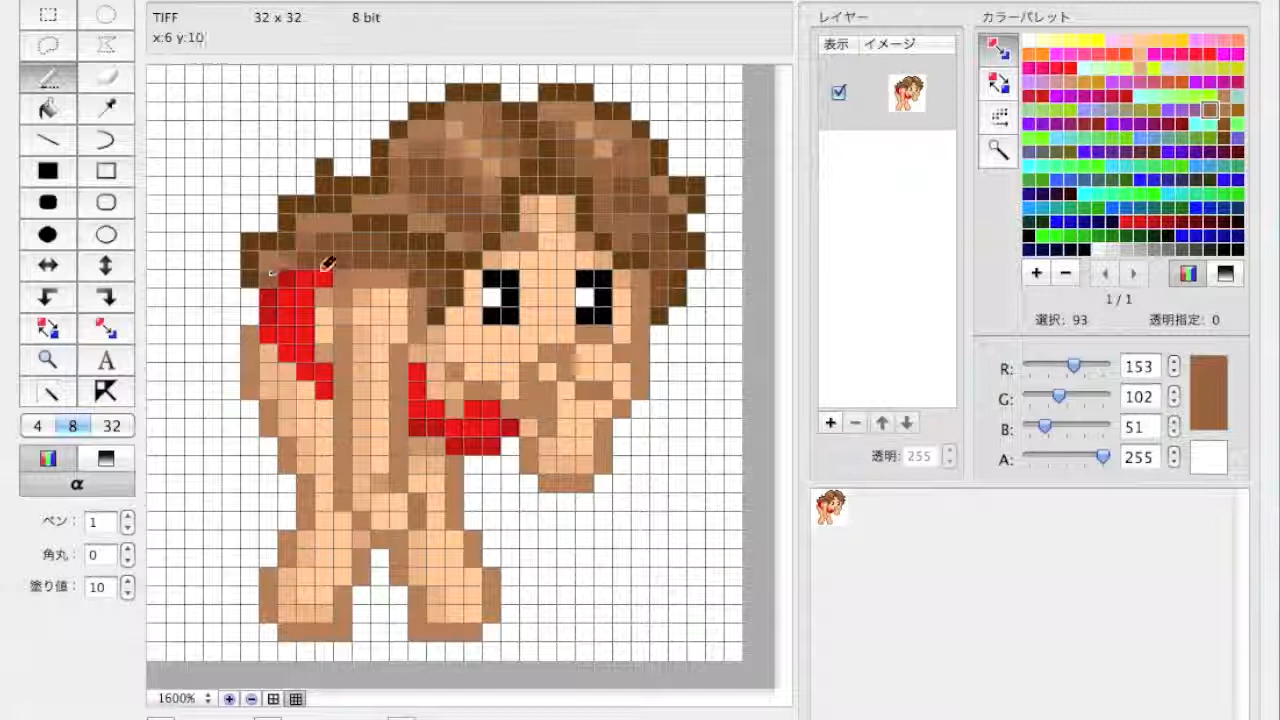 TIFF 32 x 32 8 bit
x:6 y:10
レイヤー
表示 イメージ
カラーパレット
1 / 1
選択: 93 透明指定: 0
R: 153
G: 102
B: 51
A: 255
透明: 255
A
4 8 32
α
ペン: 1
角丸: 0
塗り値: 10
1600%